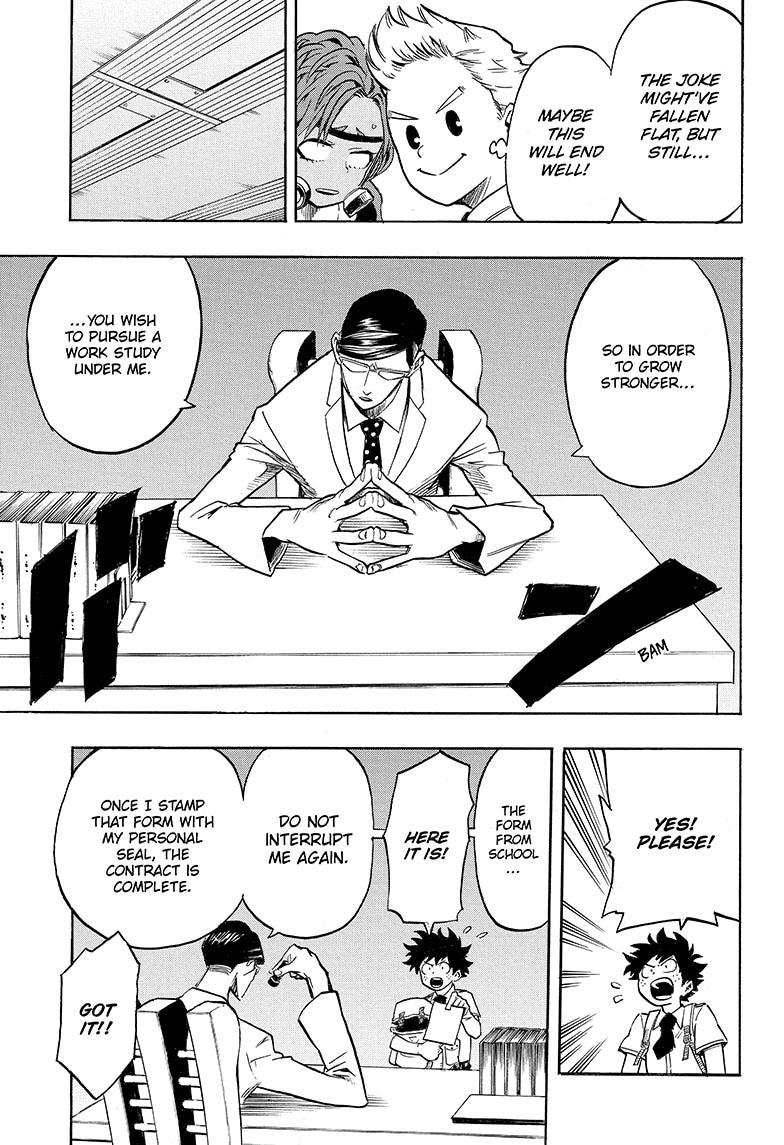 THE JOKE
MIGHT'VE
FALLEN
FLAT, BUT
STILL...
MAYBE
THIS
WILL END
WELL!
SO IN ORDER
TO GROW
STRONGER...
...YOU WISH
TO PURSUE A
WORK STUDY
UNDER ME.
BAM
YES!
PLEASE!
THE
FORM
FROM
SCHOOL
...
HERE
IT IS!
DO NOT
INTERRUPT
ME AGAIN.
ONCE I STAMP
THAT FORM WITH
MY PERSONAL
SEAL, THE
CONTRACT IS
COMPLETE.
GOT
IT!!